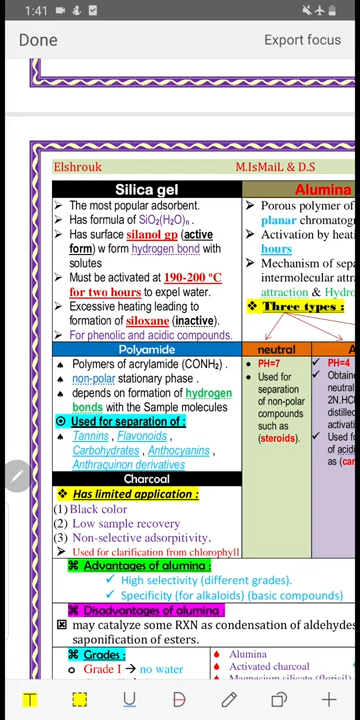 1:41
Done
Export focus
Elshrouk
M.IsMaiL & D.S
Silica gel
➢ The most popular adsorbent.
➢ Has formula of SiO₂(H₂O)n .
➢ Has surface silanol gp (active
form) w form hydrogen bond with
solutes
➢ Must be activated at 190-200 ºC
for two hours to expel water.
➢ Excessive heating leading to
formation of siloxane (inactive).
➢ For phenolic and acidic compounds.
Alumina
➢ Porous polymer of
planar chromatog
➢ Activation by heati
hours
➢ Mechanism of sepa
intermolecular attra
attraction & Hydro
❖ Three types :
Polyamide
♠ Polymers of acrylamide (CONH₂) .
♠ non-polar stationary phase .
♠ depends on formation of hydrogen
bonds with the Sample molecules
Used for separation of :
♠ Tannins , Flavonoids ,
Carbohydrates , Anthocyanins ,
Anthraquinon derivatives
neutral
• PH=7
• Used for
separation
of non-polar
compounds
such as
(steroids).
A
✓ PH=4
✓ Obtaine
neutral
2N.HCl
distilled
activati
✓ Used fo
of acidi
as (car
Charcoal
❖ Has limited application :
(1) Black color
(2) Low sample recovery
(3) Non-selective adsorpitivity.
➢ Used for clarification from chlorophyll
⌘ Advantages of alumina:
✓ High selectivity (different grades).
✓ Specificity (for alkaloids) (basic compounds)
⌘ Disadvantages of alumina:
☒ may catalyze some RXN as condensation of aldehydes
saponification of esters.
⌘ Grades:
o Grade I → no water
Alumina
Activated charcoal
Magnesium silicate (florisil)
T
U
D